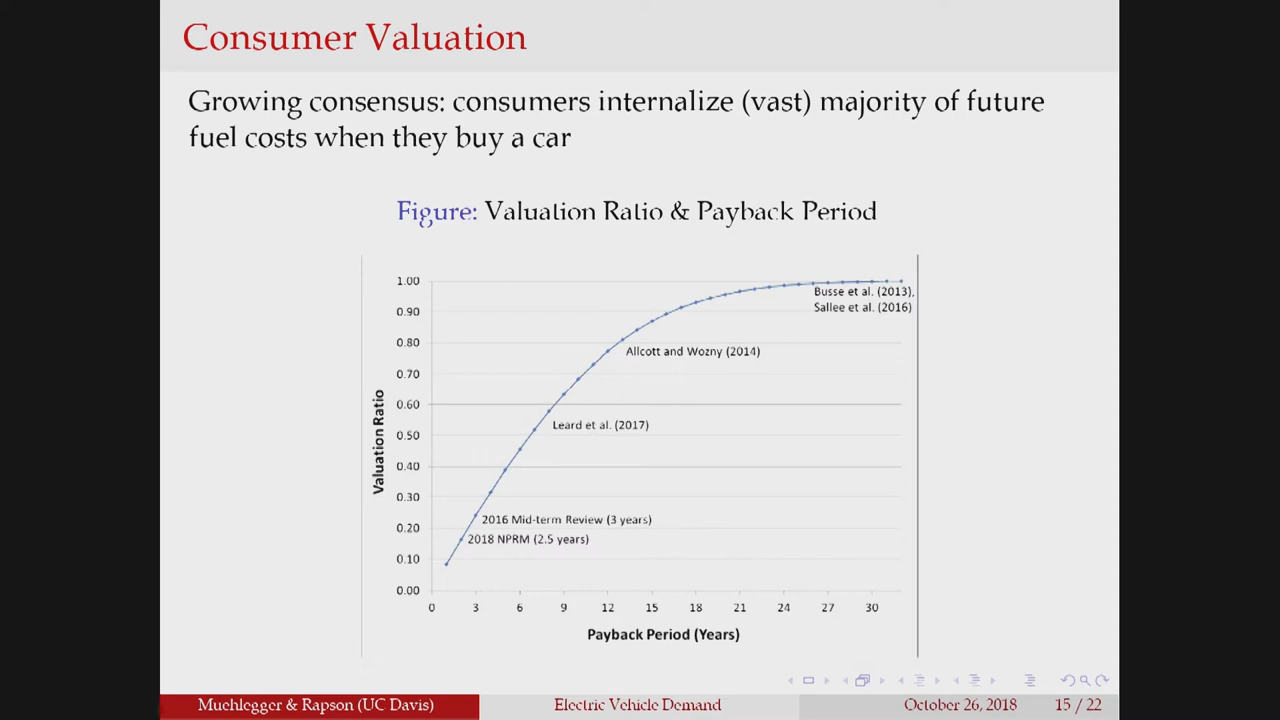 Consumer Valuation
Growing consensus: consumers internalize (vast) majority of future
fuel costs when they buy a car
Figure: Valuation Ratio & Payback Period
1.00
0.90
0.80
0.70
0.60
0.50
0.40
0.30
0.20
0.10
0.00
Valuation Ratio
Busse et al. (2013),
Sallee et al. (2016)
Allcott and Wozny (2014)
Leard et al. (2017)
2016 Mid-term Review (3 years)
2018 NPRM (2.5 years)
0 3 6 9 12 15 18 21 24 27 30
Payback Period (Years)
Muehlegger & Rapson (UC Davis) Electric Vehicle Demand October 26, 2018 15 / 22